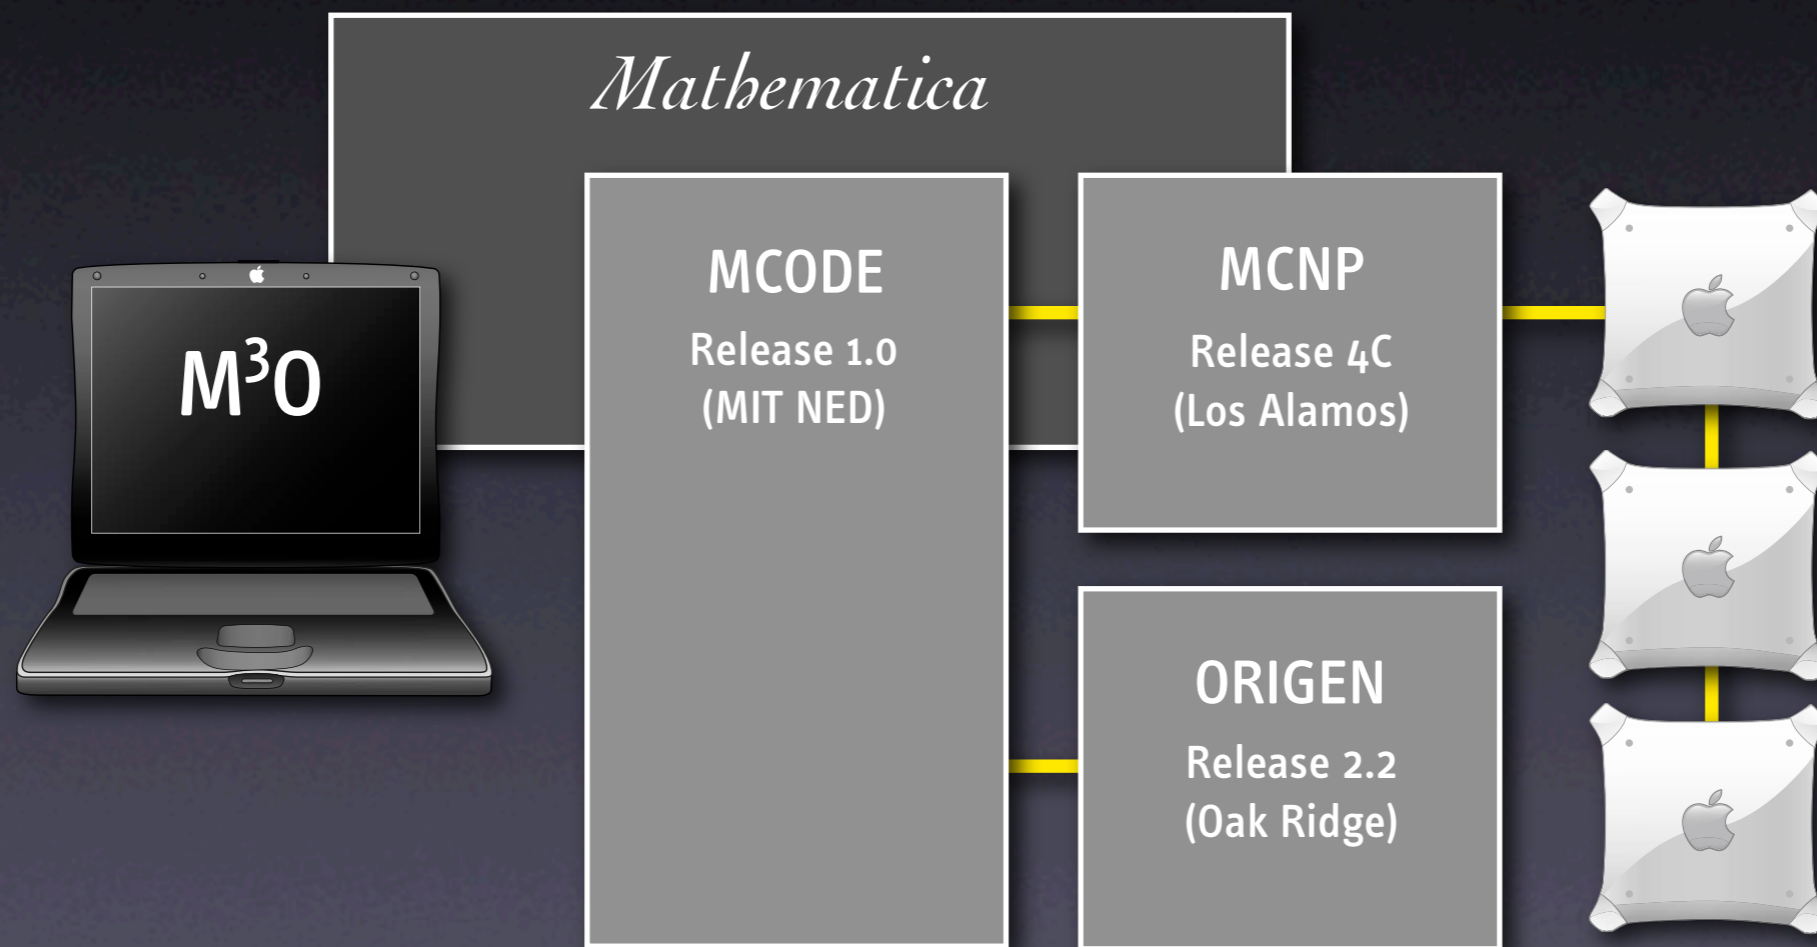 Mathematica
M³O
MCODE
Release 1.0
(MIT NED)
MCNP
Release 4C
(Los Alamos)
ORIGEN
Release 2.2
(Oak Ridge)